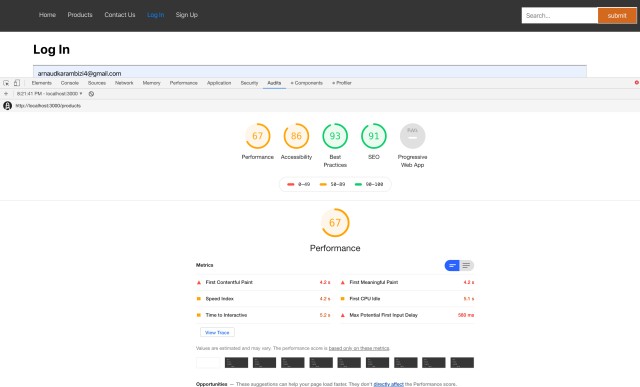 Home Products Contact Us Log In Sign Up Search... submit
Log In
arnaudkarambizi4@gmail.com
Elements Console Sources Network Memory Performance Application Security Audits Components Profiler
8:21:41 PM - localhost:3000
http://localhost:3000/products
67 86 93 91 PWA
Performance Accessibility Best Practices SEO Progressive Web App
0–49 50–89 90–100
67
Performance
Metrics
First Contentful Paint 4.2 s First Meaningful Paint 4.2 s
Speed Index 4.2 s First CPU Idle 5.1 s
Time to Interactive 5.2 s Max Potential First Input Delay 560 ms
View Trace
Values are estimated and may vary. The performance score is based only on these metrics.
Opportunities — These suggestions can help your page load faster. They don't directly affect the Performance score.